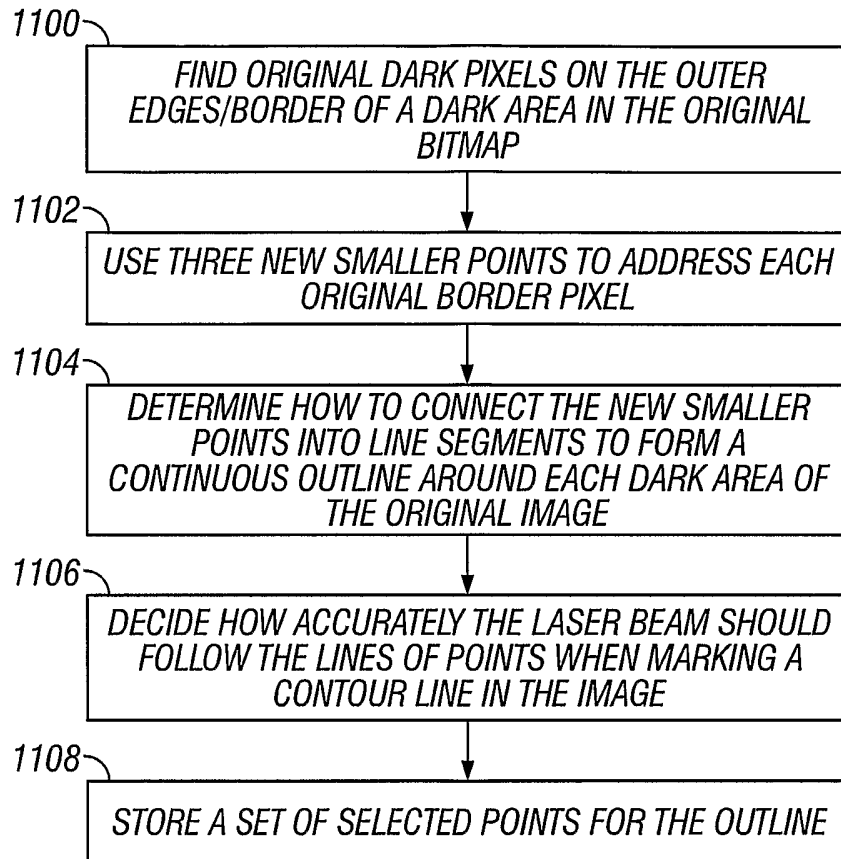 1100
FIND ORIGINAL DARK PIXELS ON THE OUTER
EDGES/BORDER OF A DARK AREA IN THE ORIGINAL
BITMAP
1102
USE THREE NEW SMALLER POINTS TO ADDRESS EACH
ORIGINAL BORDER PIXEL
1104
DETERMINE HOW TO CONNECT THE NEW SMALLER
POINTS INTO LINE SEGMENTS TO FORM A
CONTINUOUS OUTLINE AROUND EACH DARK AREA OF
THE ORIGINAL IMAGE
1106
DECIDE HOW ACCURATELY THE LASER BEAM SHOULD
FOLLOW THE LINES OF POINTS WHEN MARKING A
CONTOUR LINE IN THE IMAGE
1108
STORE A SET OF SELECTED POINTS FOR THE OUTLINE